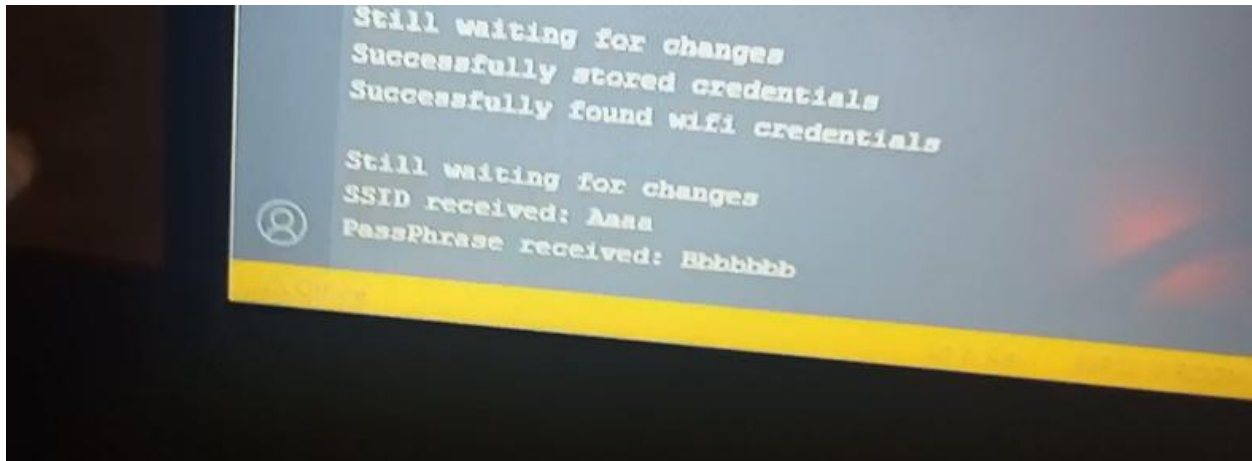 Still waiting for changes
Successfully stored credentials
Successfully found wifi credentials
Still waiting for changes
SSID received: Aaaa
PassPhrase received: Bbbbbbb